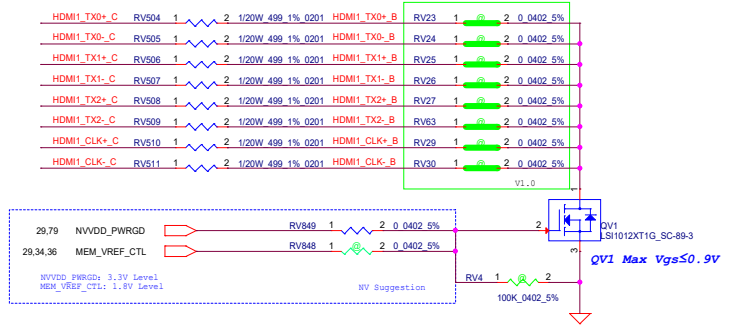 HDMI1_TX0+_C RV504 1 2 1/20W_499_1%_0201 HDMI1_TX0+_B RV23 1 @ 2 0_0402_5%
HDMI1_TX0-_C RV505 1 2 1/20W_499_1%_0201 HDMI1_TX0-_B RV24 1 @ 2 0_0402_5%
HDMI1_TX1+_C RV506 1 2 1/20W_499_1%_0201 HDMI1_TX1+_B RV25 1 @ 2 0_0402_5%
HDMI1_TX1-_C RV507 1 2 1/20W_499_1%_0201 HDMI1_TX1-_B RV26 1 @ 2 0_0402_5%
HDMI1_TX2+_C RV508 1 2 1/20W_499_1%_0201 HDMI1_TX2+_B RV27 1 @ 2 0_0402_5%
HDMI1_TX2-_C RV509 1 2 1/20W_499_1%_0201 HDMI1_TX2-_B RV63 1 @ 2 0_0402_5%
HDMI1_CLK+_C RV510 1 2 1/20W_499_1%_0201 HDMI1_CLK+_B RV29 1 @ 2 0_0402_5%
HDMI1_CLK-_C RV511 1 2 1/20W_499_1%_0201 HDMI1_CLK-_B RV30 1 @ 2 0_0402_5%
V1.0
1
29,79 NVVDD_PWRGD RV849 1 2 0_0402_5% 2 QV1
LSI1012XT1G_SC-89-3
29,34,36 MEM_VREF_CTL RV848 1 @ 2 0_0402_5% 3
QV1 Max Vgs≤0.9V
NVVDD_PWRGD: 3.3V Level
MEM_VREF_CTL: 1.8V Level NV Suggestion
RV4 1 @ 2
100K_0402_5%